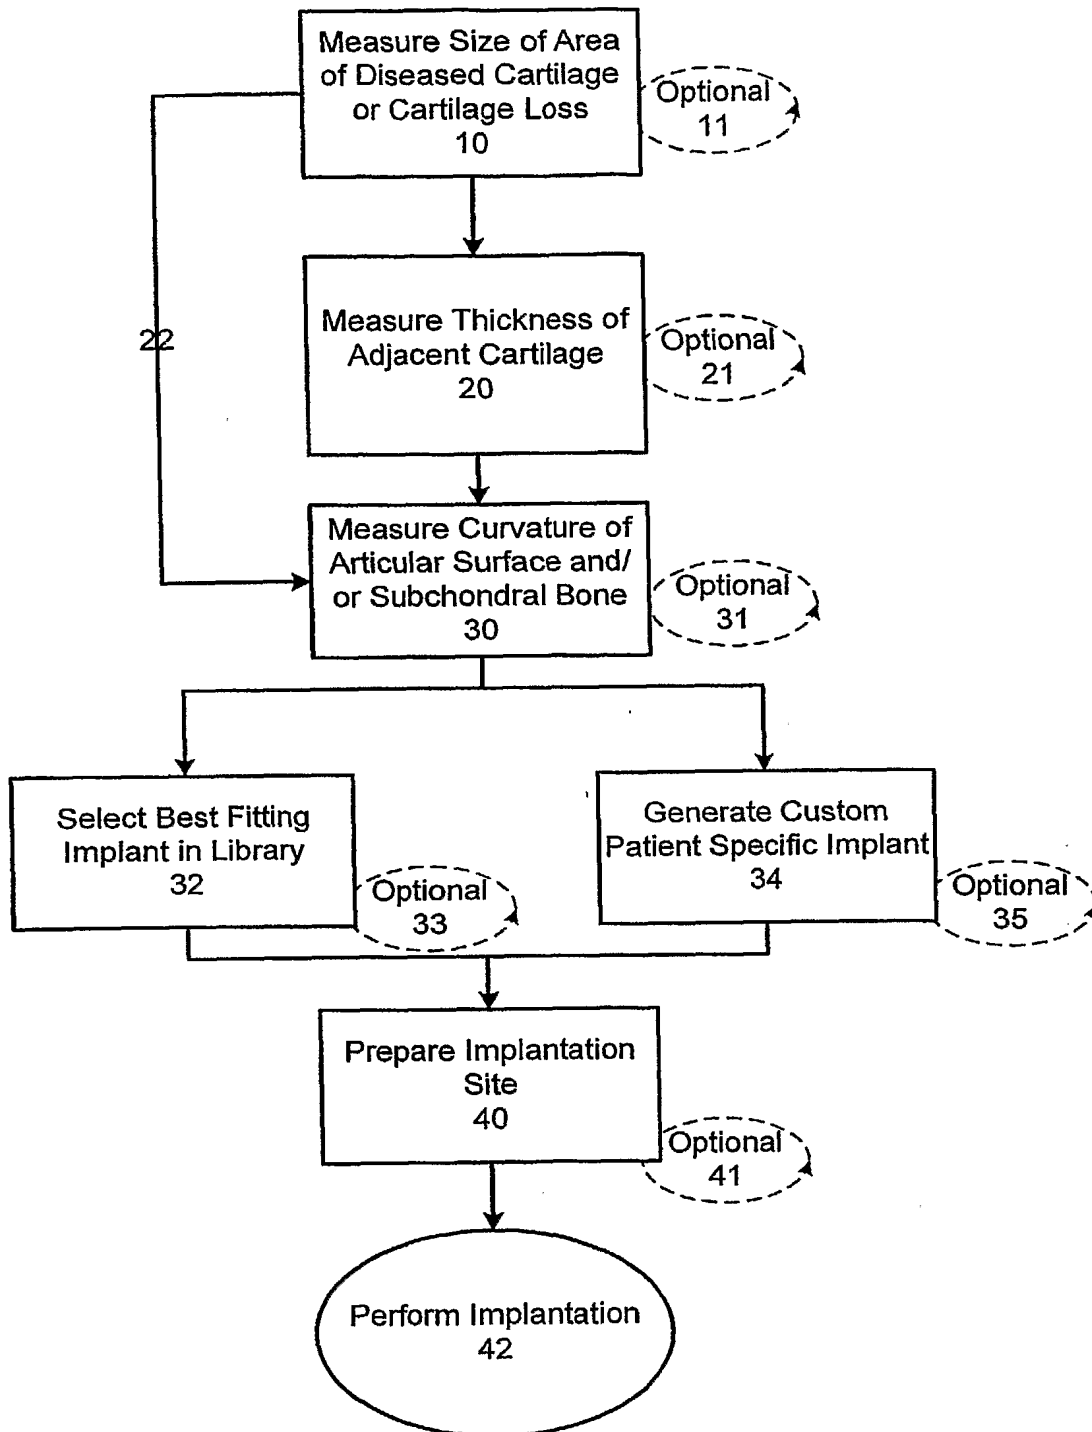 Measure Size of Area
of Diseased Cartilage
or Cartilage Loss
10
Optional
11
22
Measure Thickness of
Adjacent Cartilage
20
Optional
21
Measure Curvature of
Articular Surface and/
or Subchondral Bone
30
Optional
31
Select Best Fitting
Implant in Library
32
Optional
33
Generate Custom
Patient Specific Implant
34
Optional
35
Prepare Implantation
Site
40
Optional
41
Perform Implantation
42